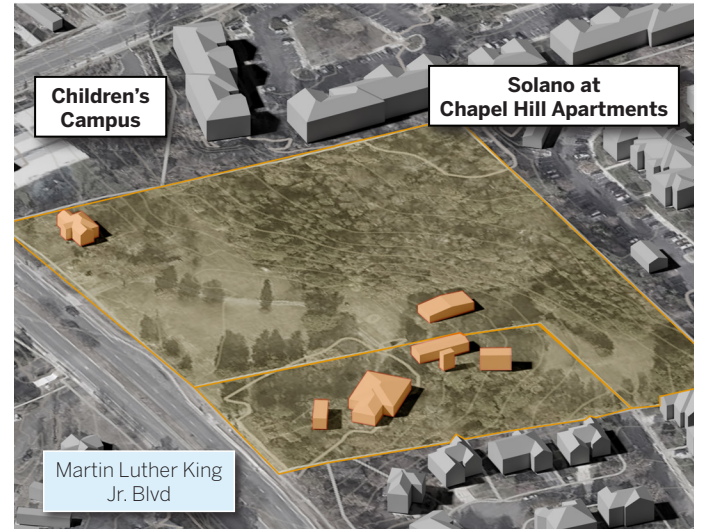 Children's
Campus
Solano at
Chapel Hill Apartments
Martin Luther King
Jr. Blvd